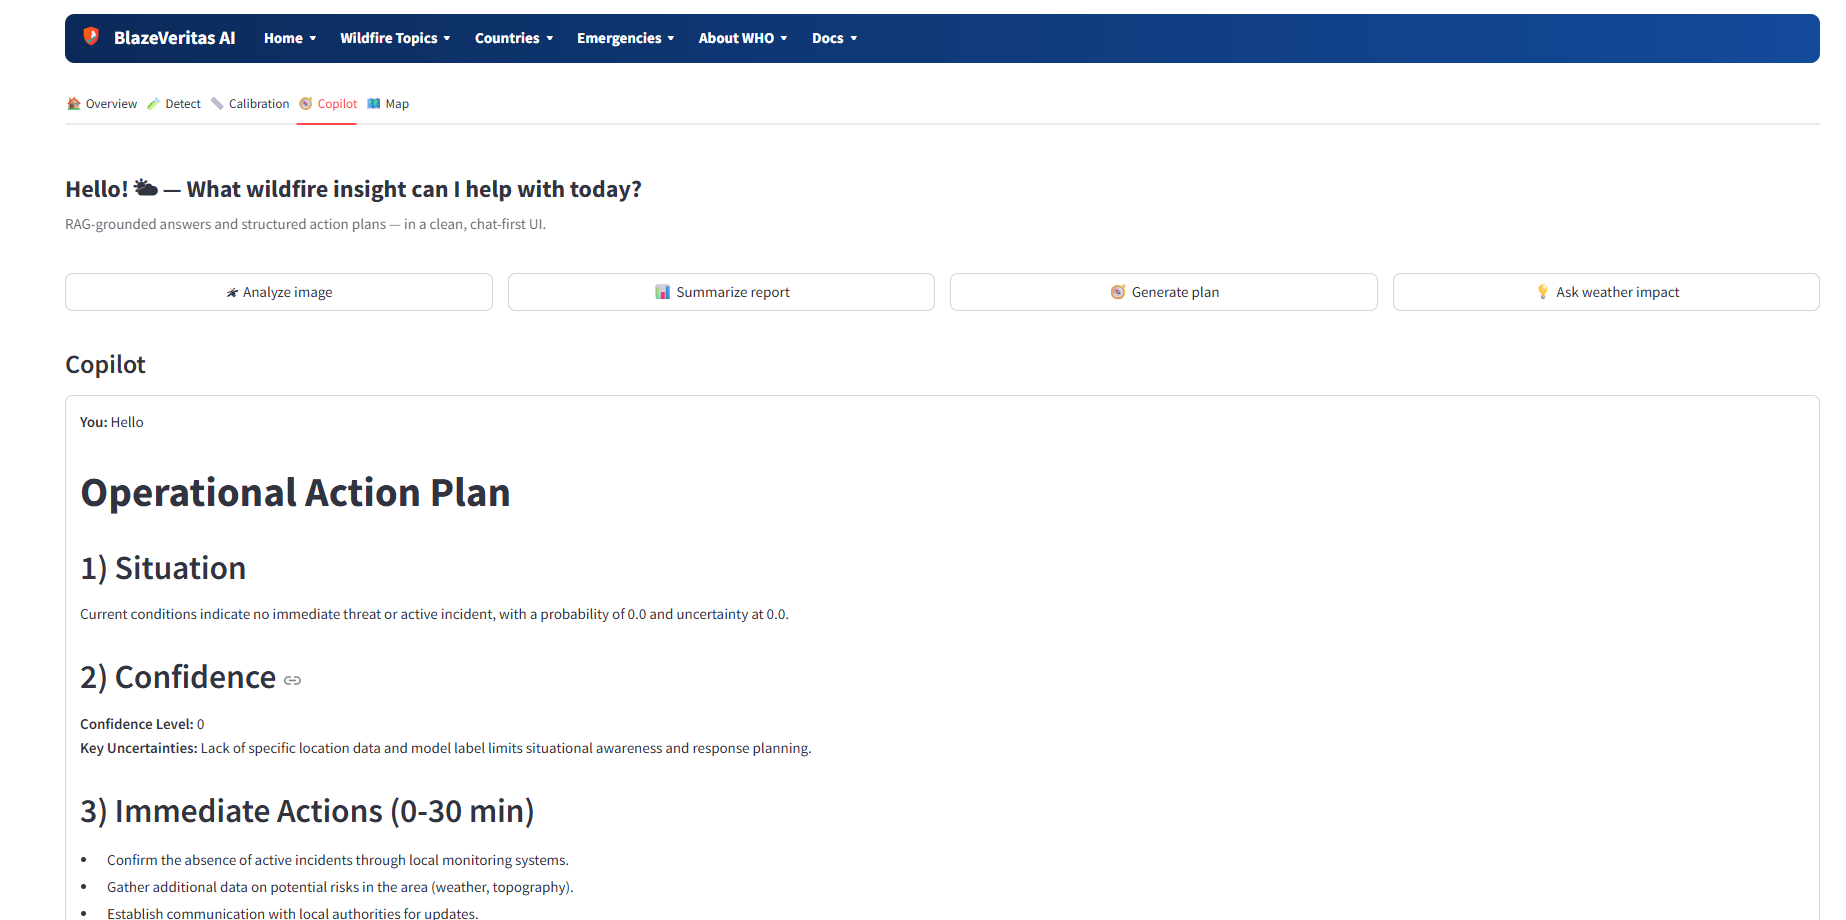 BlazeVeritas AI Home Wildfire Topics Countries Emergencies About WHO Docs
Overview Detect Calibration Copilot Map
Hello! 🌥 — What wildfire insight can I help with today?
RAG-grounded answers and structured action plans — in a clean, chat-first UI.
Analyze image Summarize report Generate plan Ask weather impact
Copilot
You: Hello
Operational Action Plan
1) Situation
Current conditions indicate no immediate threat or active incident, with a probability of 0.0 and uncertainty at 0.0.
2) Confidence
Confidence Level: 0
Key Uncertainties: Lack of specific location data and model label limits situational awareness and response planning.
3) Immediate Actions (0-30 min)
• Confirm the absence of active incidents through local monitoring systems.
• Gather additional data on potential risks in the area (weather, topography).
• Establish communication with local authorities for updates.